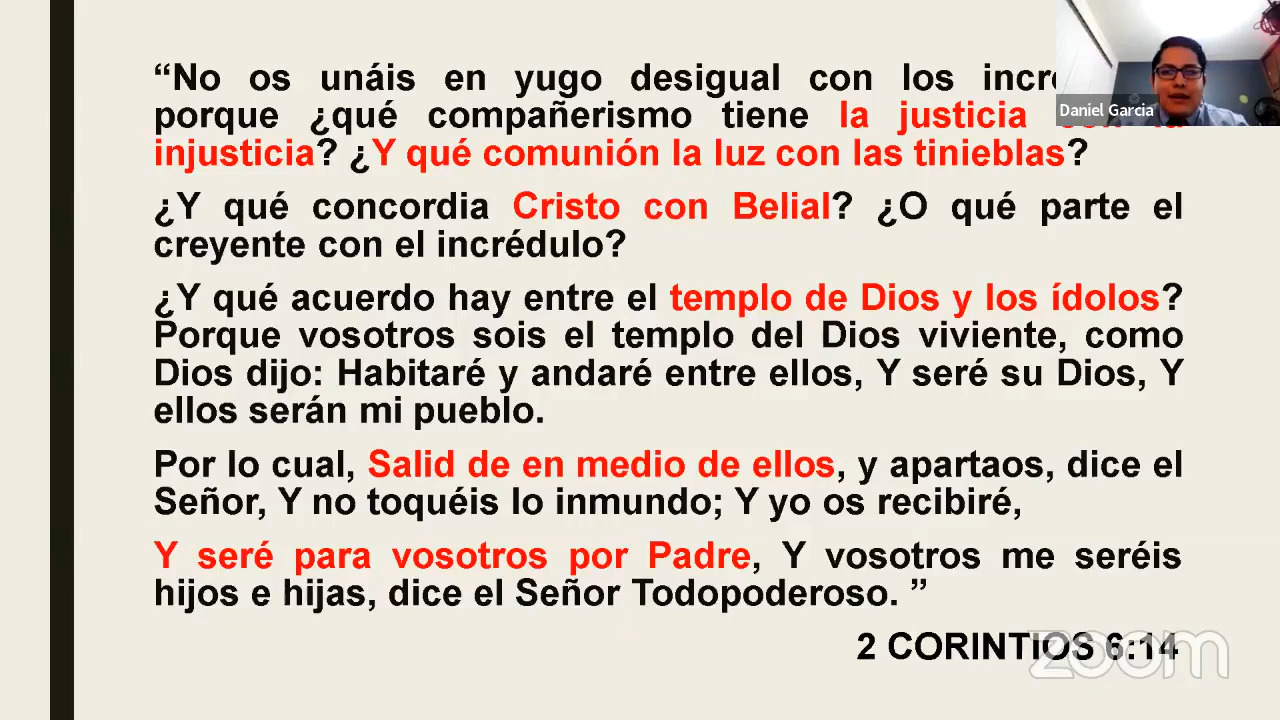 “No os unáis en yugo desigual con los
porque ¿qué compañerismo tiene la justicia
injusticia? ¿Y qué comunión la luz con las tinieblas?
¿Y qué concordia Cristo con Belial? ¿O qué parte el
creyente con el incrédulo?
¿Y qué acuerdo hay entre el templo de Dios y los ídolos?
Porque vosotros sois el templo del Dios viviente, como
Dios dijo: Habitaré y andaré entre ellos, Y seré su Dios, Y
ellos serán mi pueblo.
Por lo cual, Salid de en medio de ellos, y apartaos, dice el
Señor, Y no toquéis lo inmundo; Y yo os recibiré,
Y seré para vosotros por Padre, Y vosotros me seréis
hijos e hijas, dice el Señor Todopoderoso. ”
2 CORINTIOS 6:14
Daniel Garcia
zoom